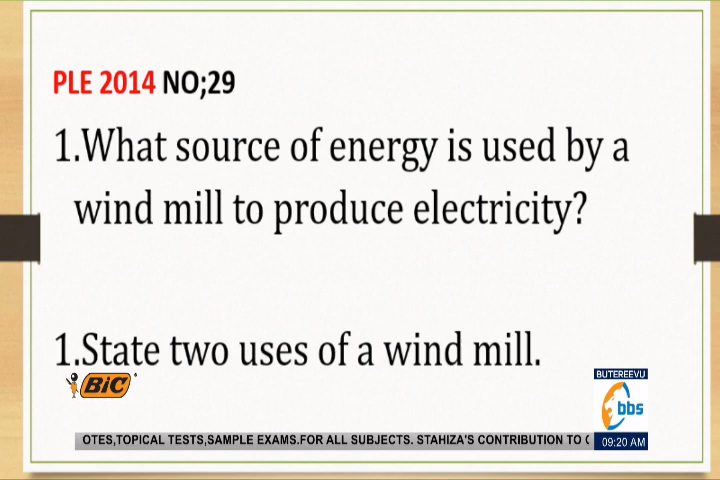 PLE 2014 NO;29
1.What source of energy is used by a
wind mill to produce electricity?
1.State two uses of a wind mill.
BiC
BUTEREEVU
bbs
OTES,TOPICAL TESTS,SAMPLE EXAMS.FOR ALL SUBJECTS. STAHIZA'S CONTRIBUTION TO
09:20 AM